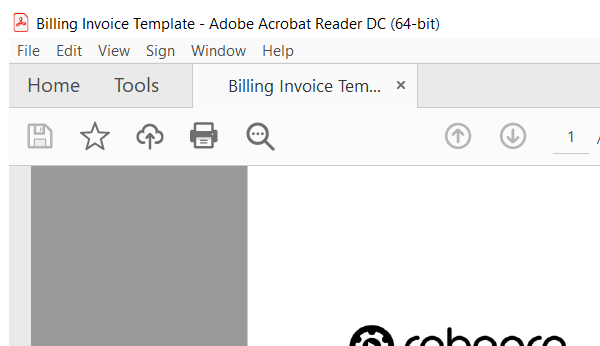 Billing Invoice Template - Adobe Acrobat Reader DC (64-bit)
File Edit View Sign Window Help
Home Tools Billing Invoice Tem... ×
1 /